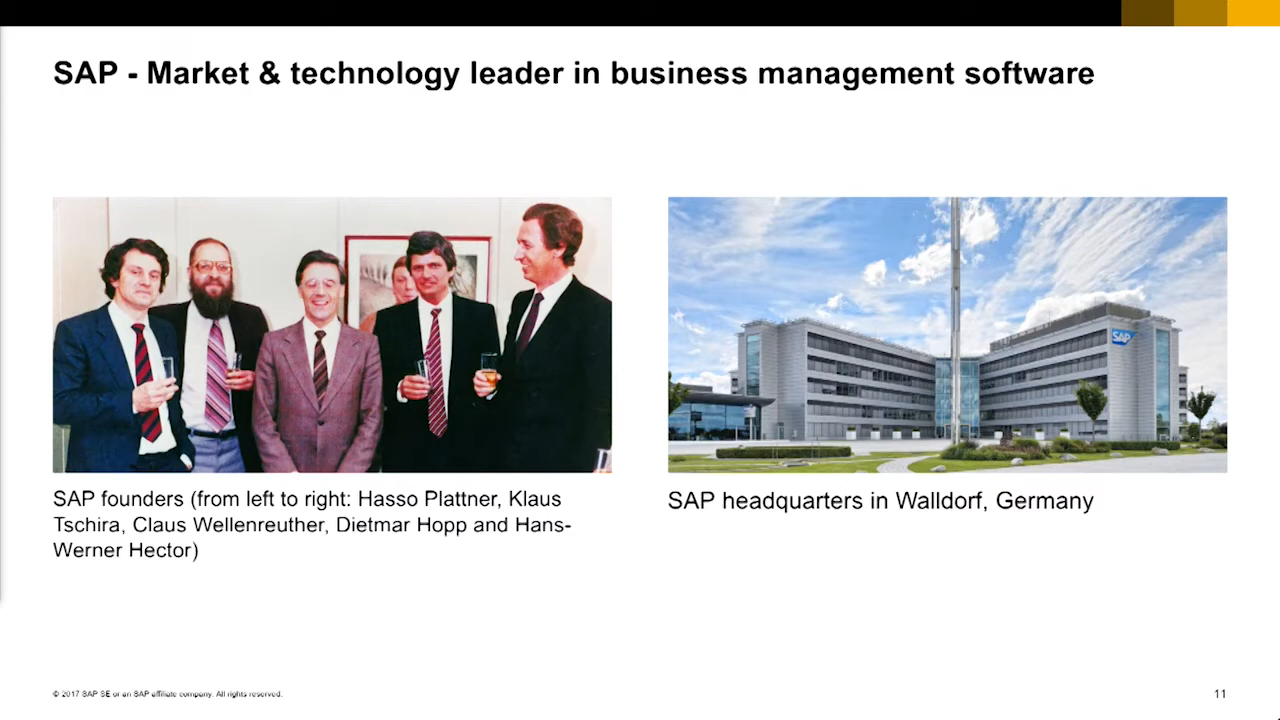 SAP - Market & technology leader in business management software
SAP
SAP founders (from left to right: Hasso Plattner, Klaus
Tschira, Claus Wellenreuther, Dietmar Hopp and Hans-
Werner Hector)
SAP headquarters in Walldorf, Germany
© 2017 SAP SE or an SAP affiliate company. All rights reserved.
11